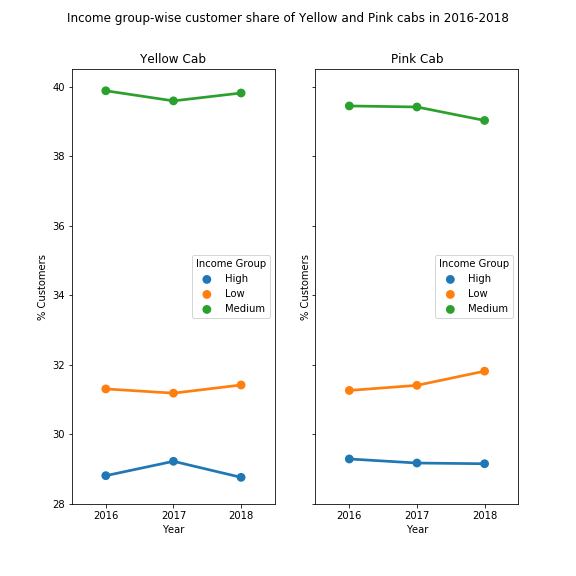 Income group-wise customer share of Yellow and Pink cabs in 2016-2018
Yellow Cab
% Customers
40
38
36
34
32
30
28
Income Group
High
Low
Medium
2016 2017 2018
Year
Pink Cab
% Customers
Income Group
High
Low
Medium
2016 2017 2018
Year